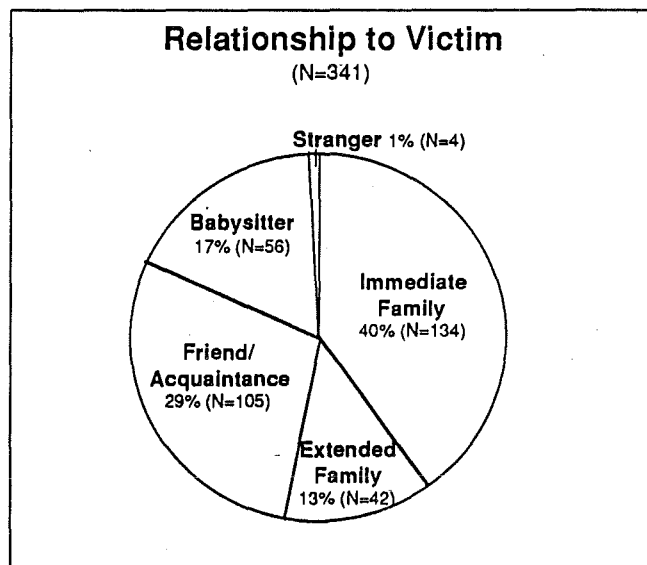 Relationship to Victim
(N=341)
Stranger 1% (N=4)
Babysitter
17% (N=56)
Immediate
Family
40% (N=134)
Friend/
Acquaintance
29% (N=105)
Extended
Family
13% (N=42)